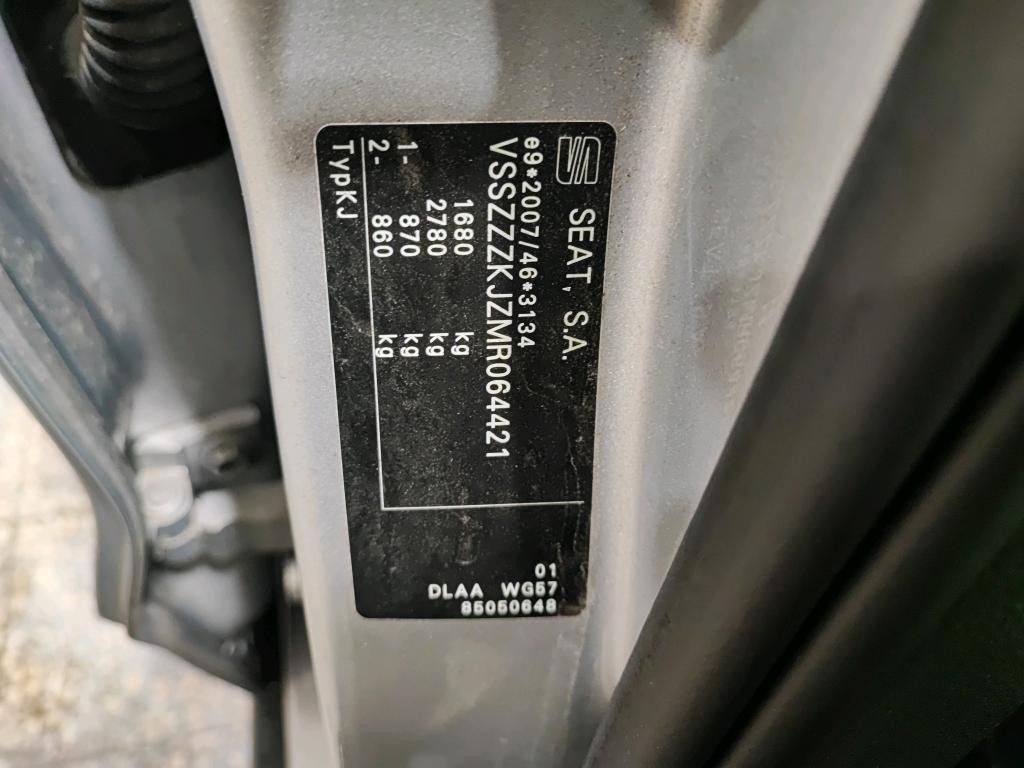 SEAT, S.A.
e9*2007/46*3134
VSSZZZKJZMR064421
1680 kg
2780 kg
1- 870 kg
2- 860 kg
TypKJ
01
DLAA WG57
85050648